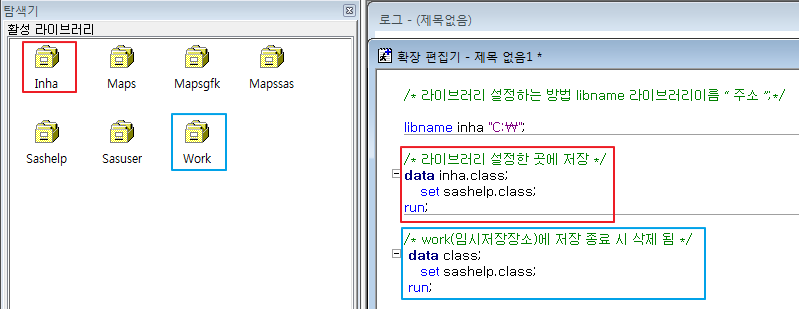 탐색기
활성 라이브러리
Inha
Maps
Mapsgfk
Mapssas
Sashelp
Sasuser
Work
로그 - (제목없음)
확장 편집기 - 제목 없음1 *
/* 라이브러리 설정하는 방법 libname 라이브러리이름 “ 주소 ”;*/
libname inha "C:₩";
/* 라이브러리 설정한 곳에 저장 */
data inha.class;
set sashelp.class;
run;
/* work(임시저장장소)에 저장 종료 시 삭제 됨 */
data class;
set sashelp.class;
run;